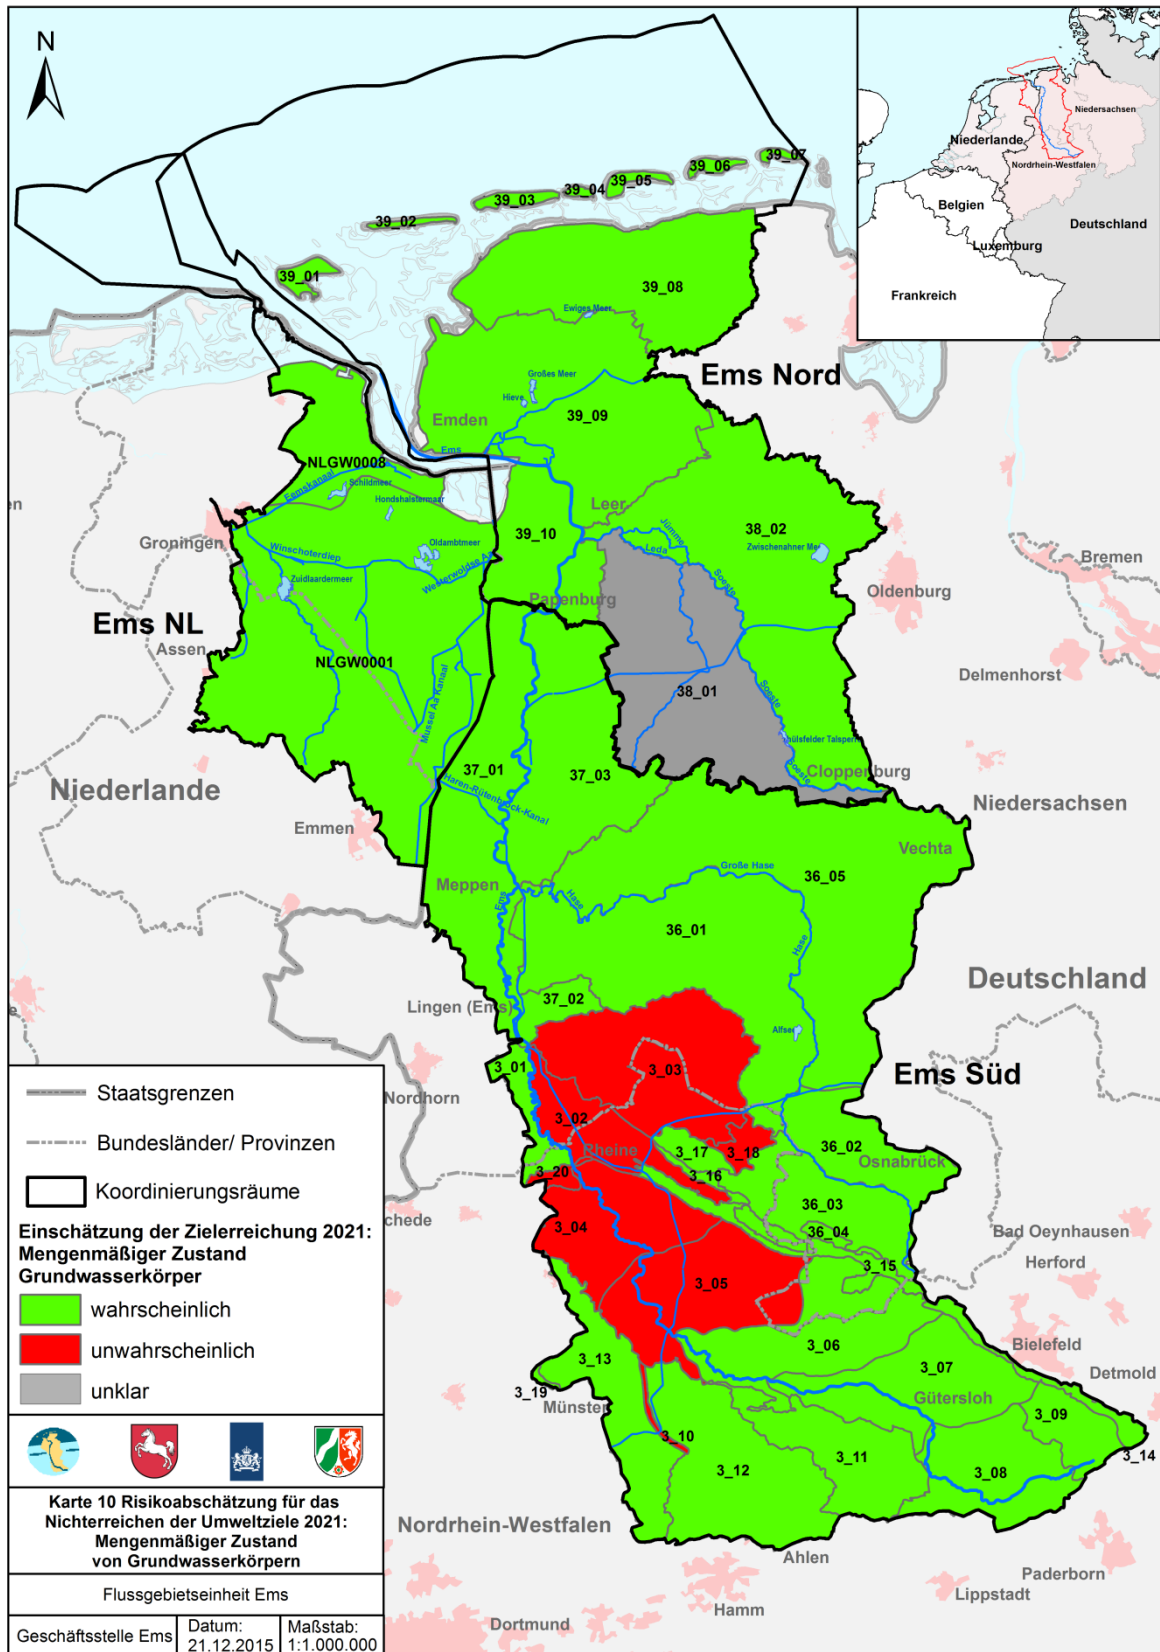 N
39_07
39_06
39_05
39_04
39_03
39_02
39_01
39_08
Ewiges Meer
Ems Nord
Großes Meer
Hieve
39_09
Emden
Ems
NLGW0008
Schildmeer
Eemskanaal
Hondshalstermaar
Leer
39_10
Jümme
Leda
38_02
Zwischenahner Meer
Groningen
Winschoterdiep
Oldambtmeer
Westerwoldse Aa
Zuidlaardermeer
Soeste
Bremen
Oldenburg
Papenburg
Ems NL
Assen
NLGW0001
Mussel Aa Kanaal
38_01
Soeste
Delmenhorst
Thülsfelder Talsperre
37_01
37_03
Soeste
Cloppenburg
Niederlande
Haren-Rütenbrock-Kanal
Niedersachsen
Emmen
Vechta
Große Hase
36_05
Meppen
Ems
Hase
36_01
Hase
Deutschland
37_02
Lingen (Ems)
Alfsee
3_01
3_03
Ems Süd
Nordhorn
3_02
Rheine
3_17
3_18
36_02
Osnabrück
3_20
3_16
36_03
chede
3_04
36_04
Bad Oeynhausen
3_15
Herford
3_05
3_06
Bielefeld
3_13
3_07
Detmold
3_19
Münster
Gütersloh
3_09
3_10
3_14
3_12
3_11
3_08
Nordrhein-Westfalen
Ahlen
Paderborn
Lippstadt
Hamm
Dortmund
Niedersachsen
Niederlande
Nordrhein-Westfalen
Belgien
Deutschland
Luxemburg
Frankreich
Staatsgrenzen
Bundesländer/ Provinzen
Koordinierungsräume
Einschätzung der Zielerreichung 2021:
Mengenmäßiger Zustand
Grundwasserkörper
wahrscheinlich
unwahrscheinlich
unklar
Karte 10 Risikoabschätzung für das
Nichterreichen der Umweltziele 2021:
Mengenmäßiger Zustand
von Grundwasserkörpern
Flussgebietseinheit Ems
Geschäftsstelle Ems
Datum:
21.12.2015
Maßstab:
1:1.000.000